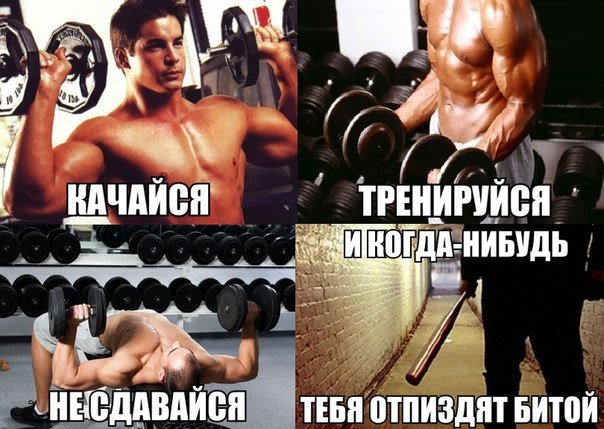 КАЧАЙСЯ
ТРЕНИРУЙСЯ
НЕ СДАВАЙСЯ
И КОГДА-НИБУДЬ
ТЕБЯ ОТПИЗДЯТ БИТОЙ